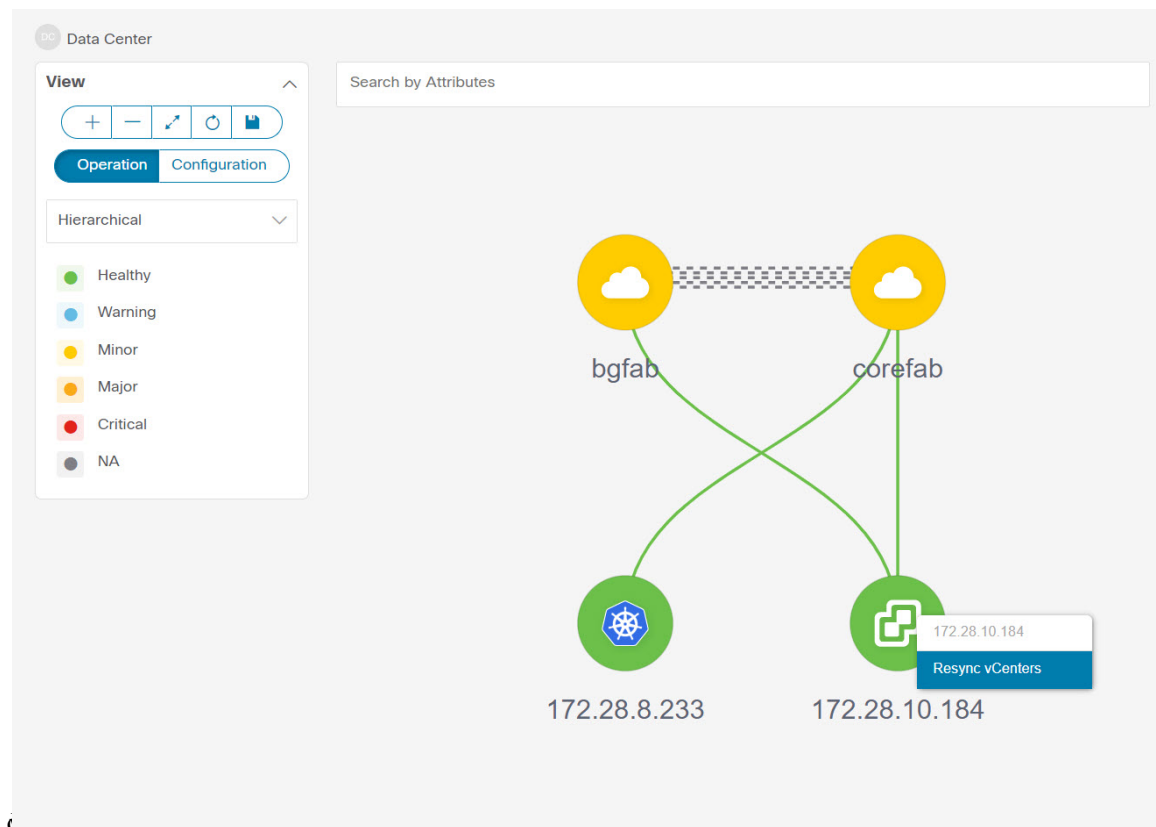 DC Data Center
View
Search by Attributes
Operation Configuration
Hierarchical
Healthy
Warning
Minor
Major
Critical
NA
bgfab corefab
172.28.10.184
Resync vCenters
172.28.8.233 172.28.10.184